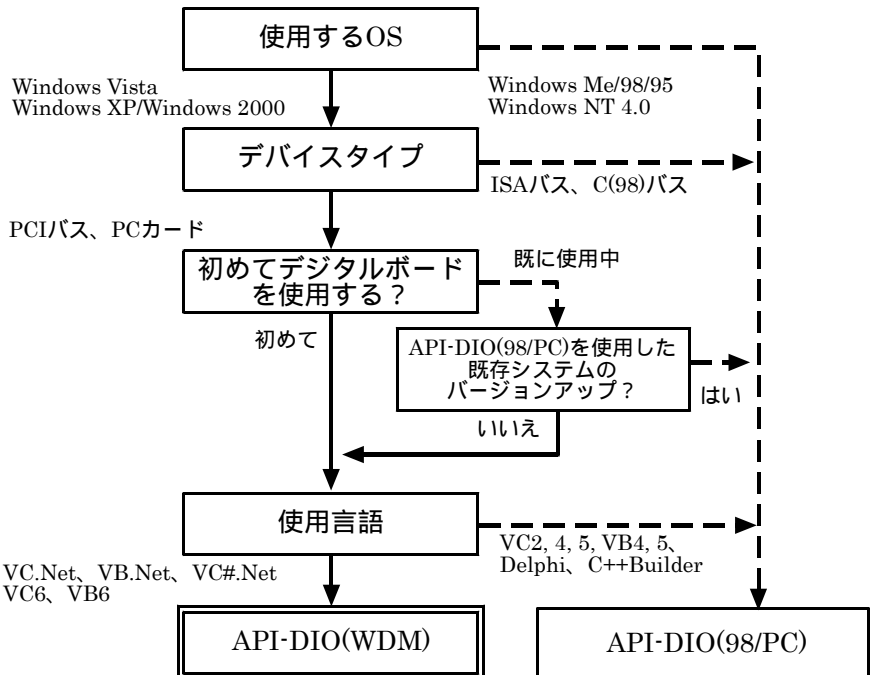 使用するOS
Windows Vista
Windows XP/Windows 2000
Windows Me/98/95
Windows NT 4.0
デバイスタイプ
ISAバス、C(98)バス
PCIバス、PCカード
初めてデジタルボード
を使用する？
既に使用中
初めて
API-DIO(98/PC)を使用した
既存システムの
バージョンアップ？
はい
いいえ
使用言語
VC2, 4, 5, VB4, 5、
Delphi、C++Builder
VC.Net、VB.Net、VC#.Net
VC6、VB6
API-DIO(WDM)
API-DIO(98/PC)